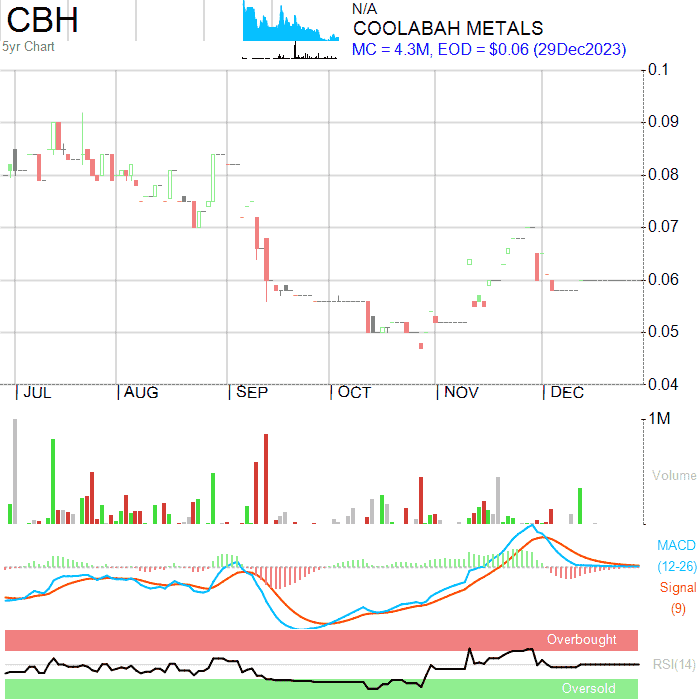 CBH
5yr Chart
N/A
COOLABAH METALS
MC = 4.3M, EOD = $0.06 (29Dec2023)
0.1
0.09
0.08
0.07
0.06
0.05
0.04
JUL AUG SEP OCT NOV DEC
1M
Volume
MACD
(12-26)
Signal
(9)
Overbought
RSI(14)
Oversold